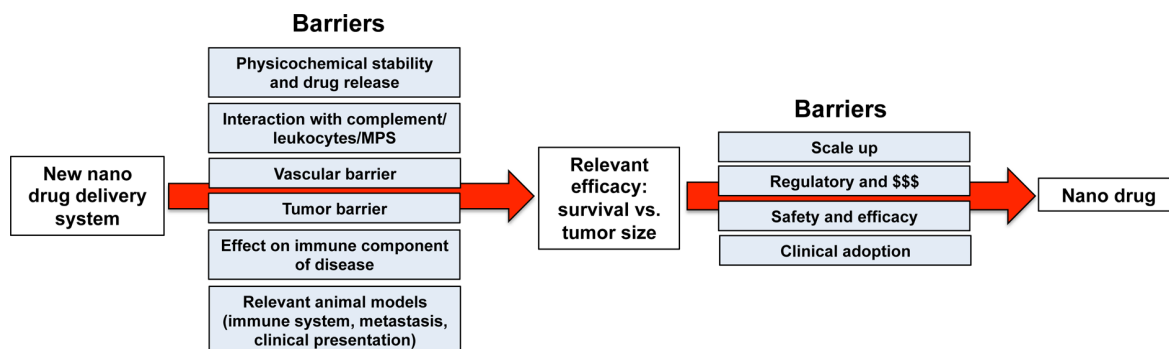 New nano
drug delivery
system
Barriers
Physicochemical stability
and drug release
Interaction with complement/
leukocytes/MPS
Vascular barrier
Tumor barrier
Effect on immune component
of disease
Relevant animal models
(immune system, metastasis,
clinical presentation)
Relevant
efficacy:
survival vs.
tumor size
Barriers
Scale up
Regulatory and $$$
Safety and efficacy
Clinical adoption
Nano drug